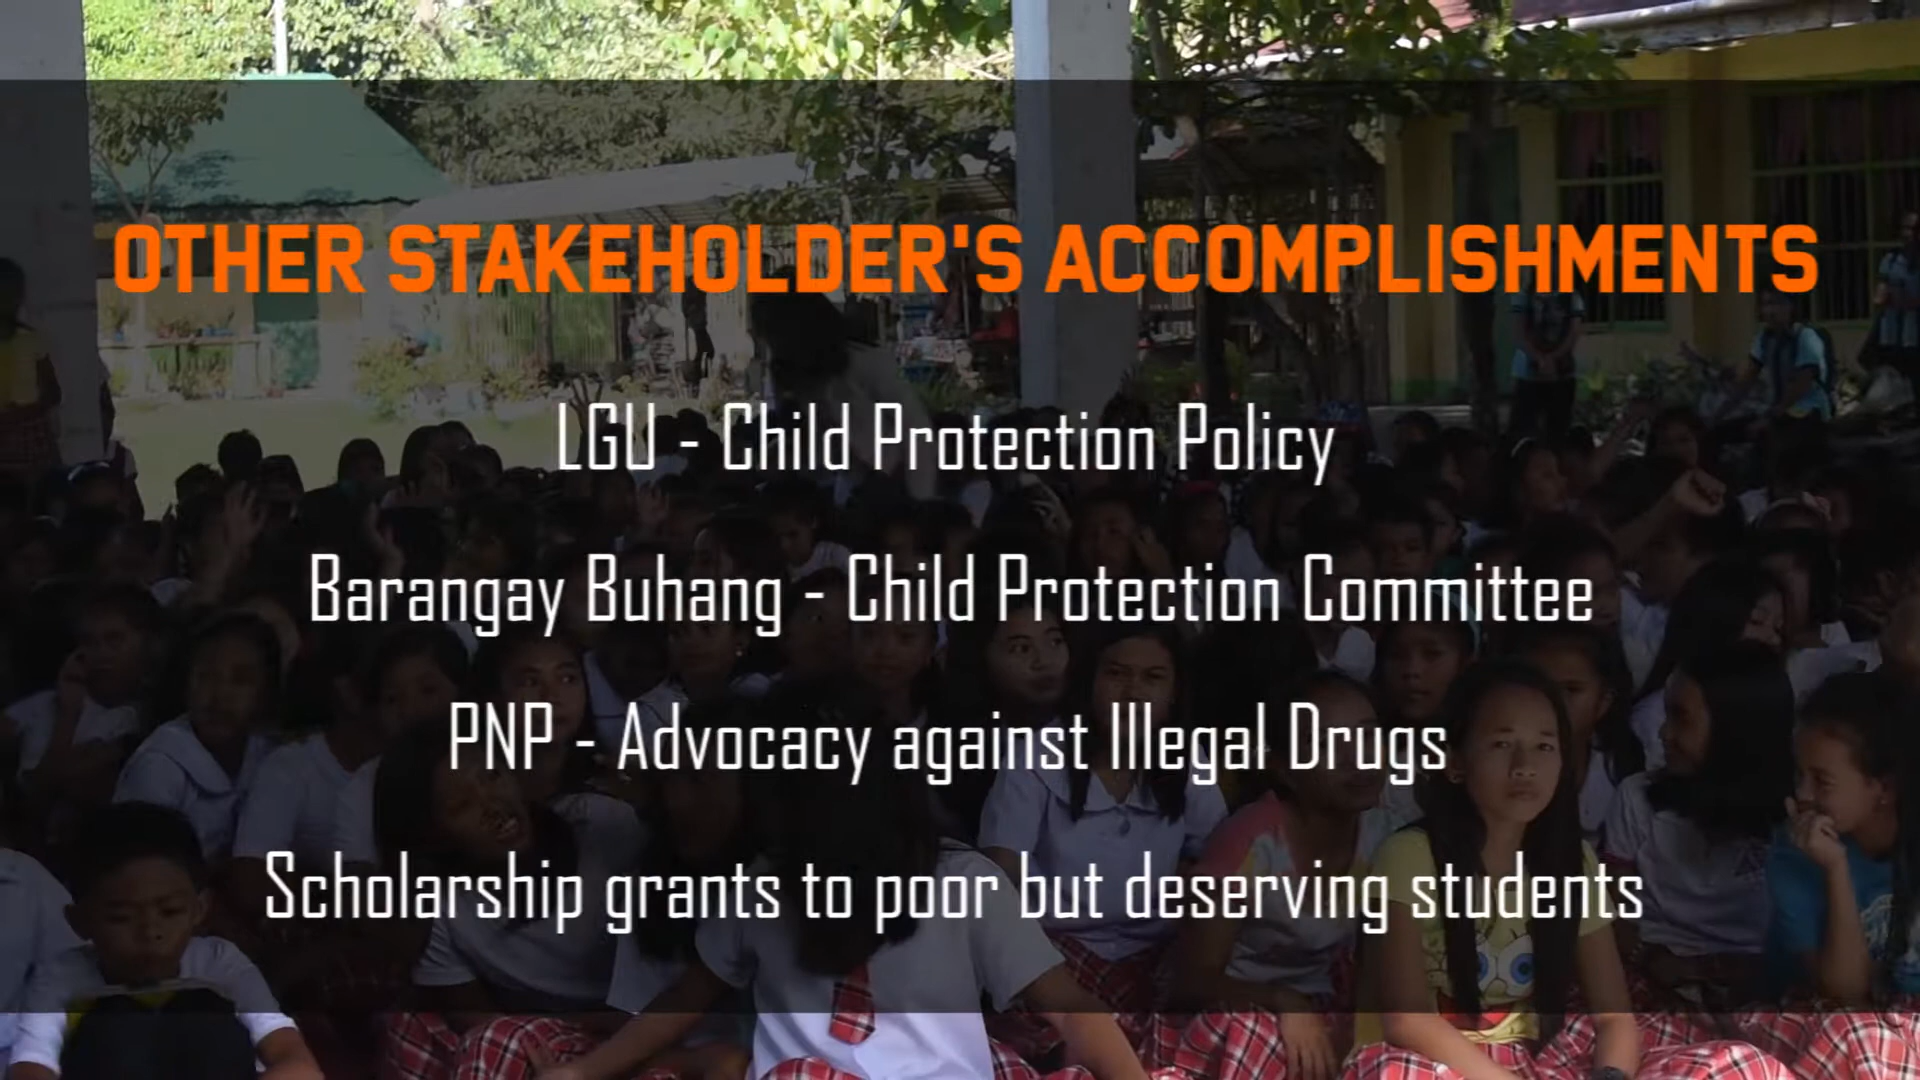 OTHER STAKEHOLDER'S ACCOMPLISHMENTS
LGU - Child Protection Policy
Barangay Buhang - Child Protection Committee
PNP - Advocacy against Illegal Drugs
Scholarship grants to poor but deserving students